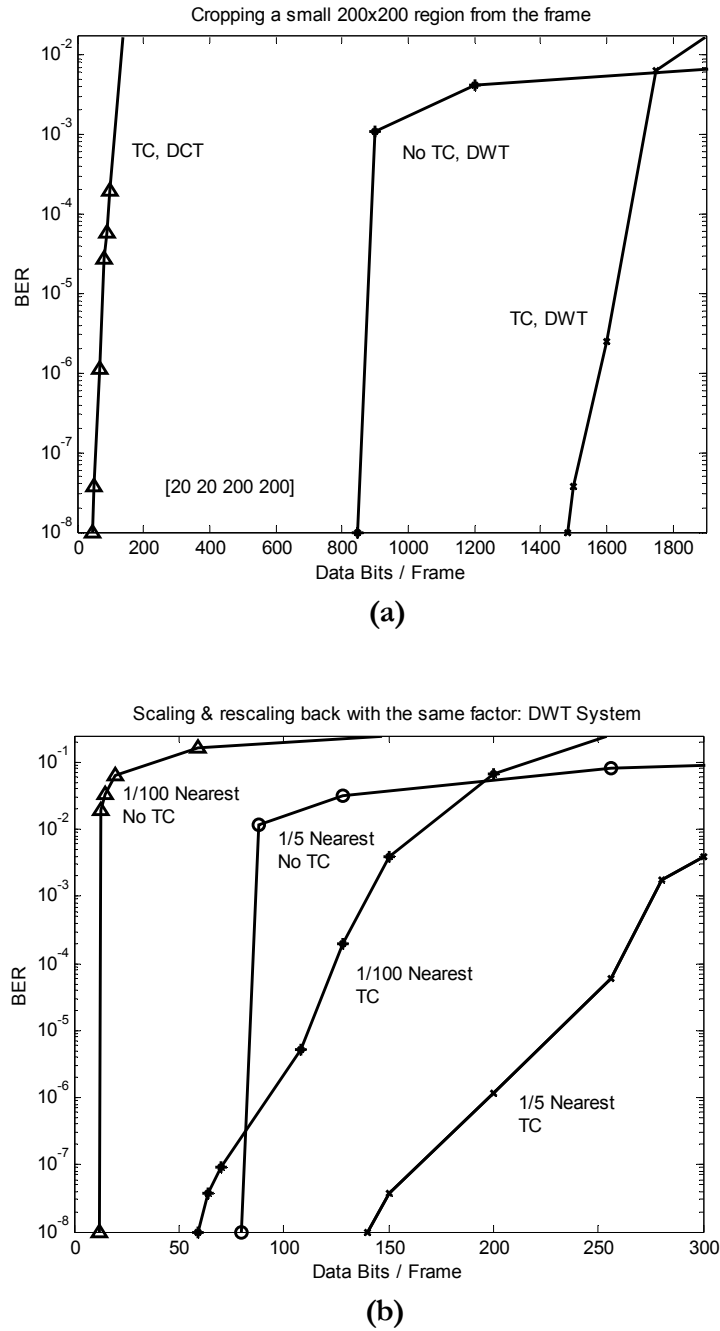 Cropping a small 200x200 region from the frame
10^-2
10^-3
10^-4
10^-5
10^-6
10^-7
10^-8
BER
TC, DCT
No TC, DWT
TC, DWT
[20 20 200 200]
0 200 400 600 800 1000 1200 1400 1600 1800
Data Bits / Frame
(a)
Scaling & rescaling back with the same factor: DWT System
10^-1
10^-2
10^-3
10^-4
10^-5
10^-6
10^-7
10^-8
BER
1/100 Nearest
No TC
1/5 Nearest
No TC
1/100 Nearest
TC
1/5 Nearest
TC
0 50 100 150 200 250 300
Data Bits / Frame
(b)